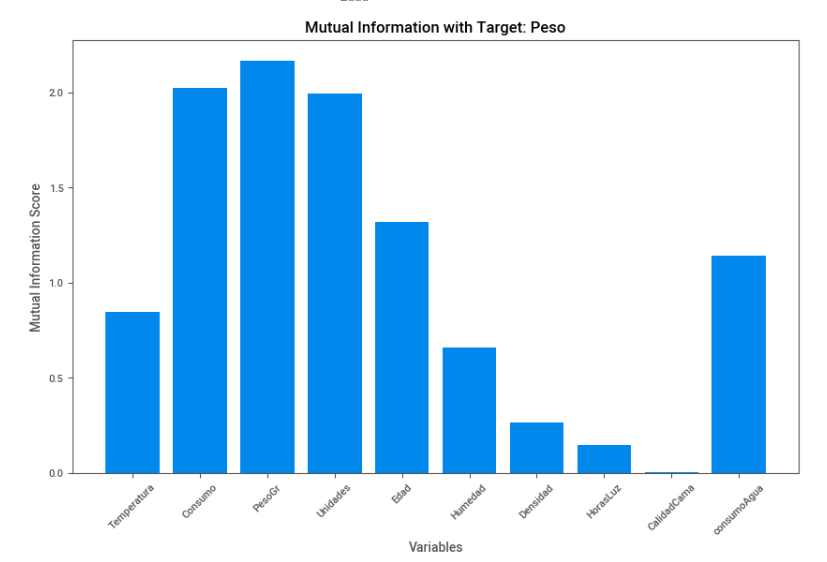 Mutual Information with Target: Peso
Mutual Information Score
2.0
1.5
1.0
0.5
0.0
Temperatura
Consumo
PesoGr
Unidades
Edad
Humedad
Densidad
HorasLuz
CalidadCama
consumoAgua
Variables